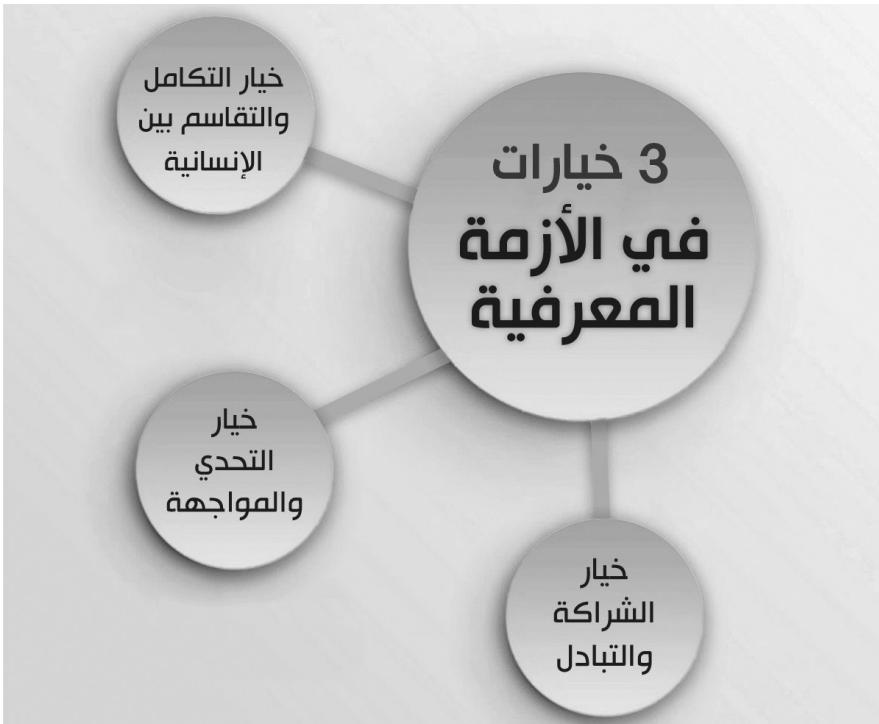 3 خيارات
في الأزمة
المعرفية
خيار التكامل
والتقاسم بين
الإنسانية
خيار
التحدي
والمواجهة
خيار
الشراكة
والتبادل